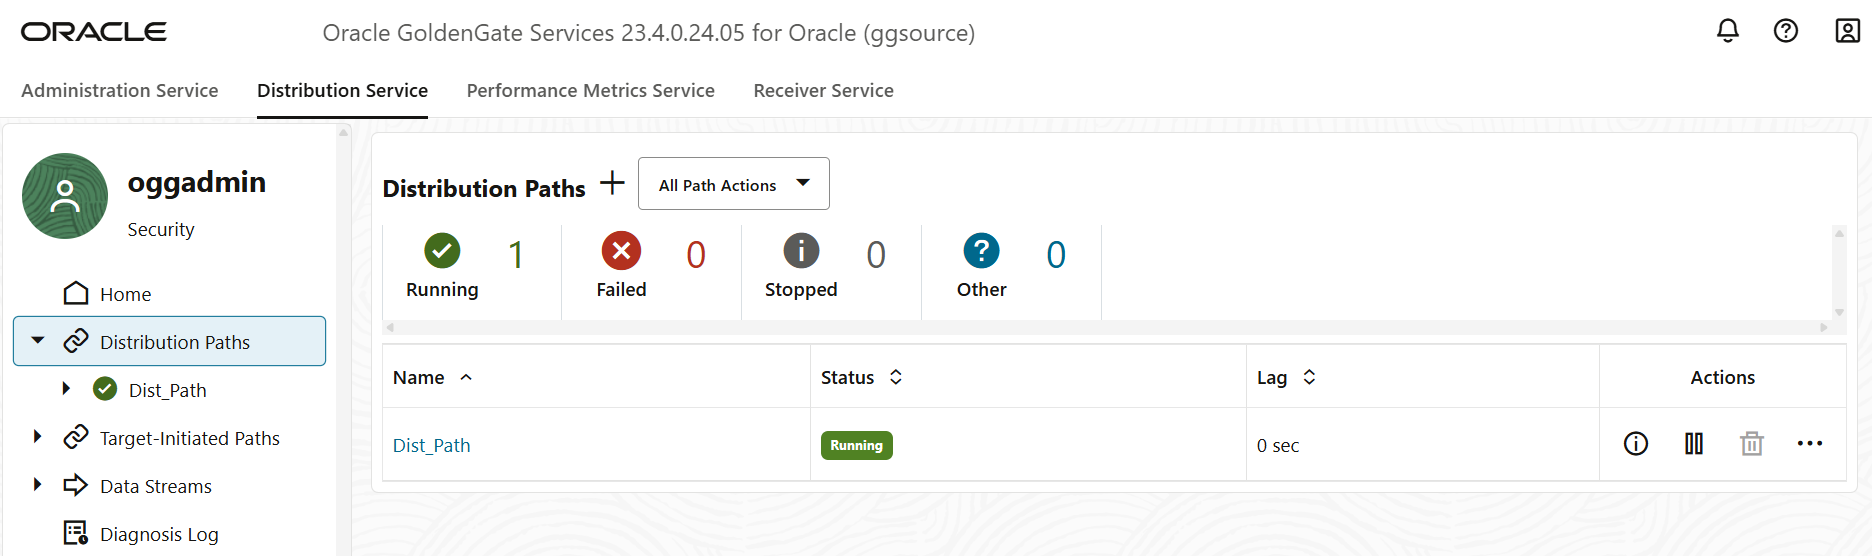 ORACLE
Oracle GoldenGate Services 23.4.0.24.05 for Oracle (ggsource)
Administration Service
Distribution Service
Performance Metrics Service
Receiver Service
oggadmin
Security
Home
Distribution Paths
Dist_Path
Target-Initiated Paths
Data Streams
Diagnosis Log
Distribution Paths
All Path Actions
1
Running
0
Failed
0
Stopped
0
Other
Name
Status
Lag
Actions
Dist_Path
Running
0 sec